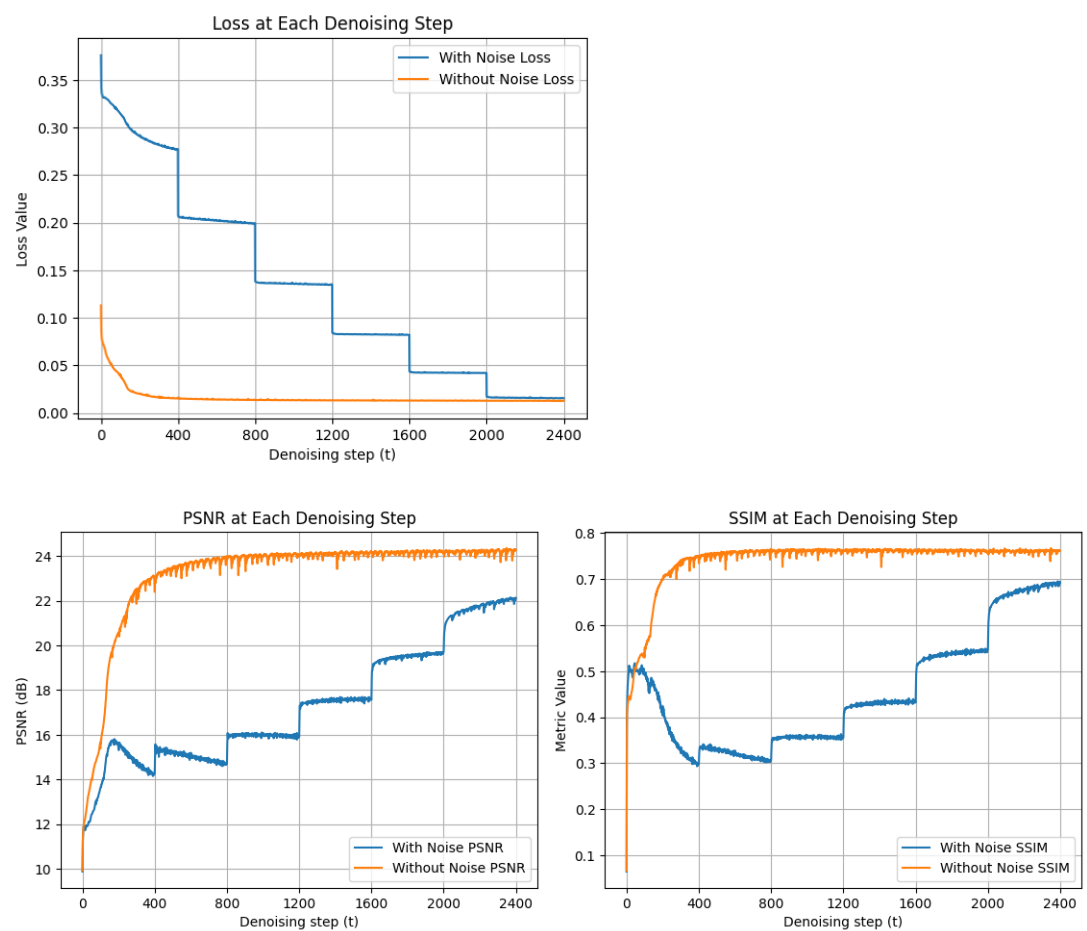 Loss at Each Denoising Step
With Noise Loss
Without Noise Loss
Loss Value
0.35
0.30
0.25
0.20
0.15
0.10
0.05
0.00
0 400 800 1200 1600 2000 2400
Denoising step (t)
PSNR at Each Denoising Step
PSNR (dB)
24
22
20
18
16
14
12
10
With Noise PSNR
Without Noise PSNR
0 400 800 1200 1600 2000 2400
Denoising step (t)
SSIM at Each Denoising Step
Metric Value
0.8
0.7
0.6
0.5
0.4
0.3
0.2
0.1
With Noise SSIM
Without Noise SSIM
0 400 800 1200 1600 2000 2400
Denoising step (t)